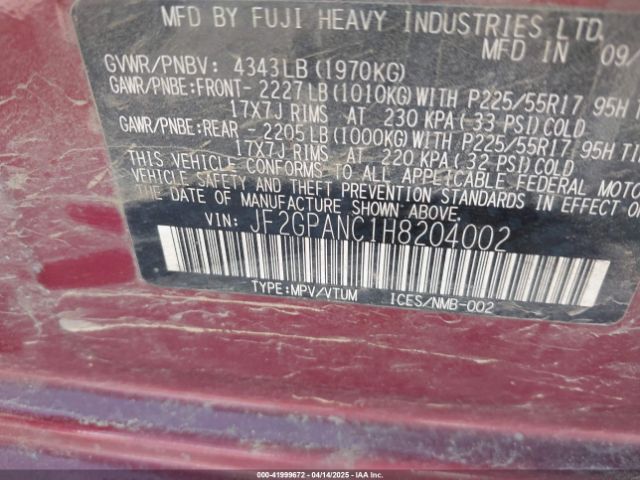 MFD BY FUJI HEAVY INDUSTRIES LTD.
MFD IN 09/
GVWR/PNBV: 4343LB (1970KG)
GAWR/PNBE:FRONT- 2227 LB (1010KG) WITH P225/55R17 95H
17X7J RIMS AT 230 KPA (33 PSI) COLD
GAWR/PNBE:REAR - 2205 LB (1000KG) WITH P225/55R17 95H
17X7J RIMS AT 220 KPA (32 PSI) COLD
THIS VEHICLE CONFORMS TO ALL APPLICABLE FEDERAL MOTOR
VEHICLE SAFETY AND THEFT PREVENTION STANDARDS IN EFFECT
THE DATE OF MANUFACTURE SHOWN ABOVE.
VIN: JF2GPANC1H8204002
TYPE:MPV/VTUM ICES/NMB-002
000-41999672 04/14/2025